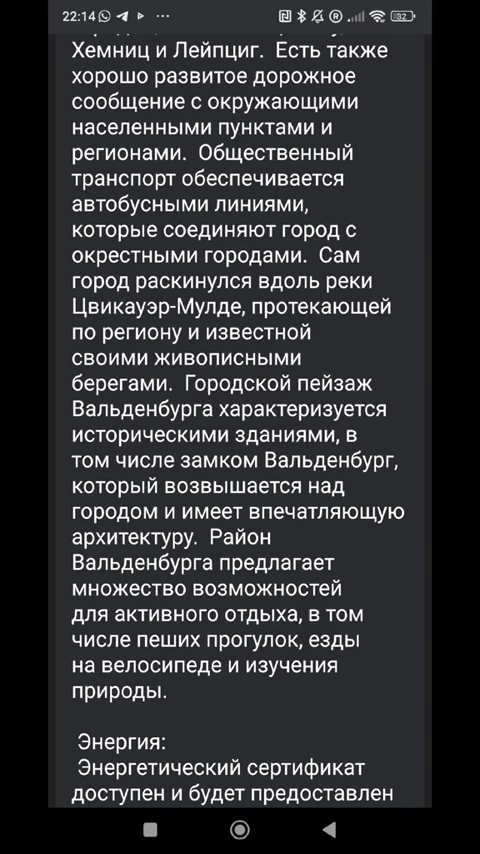 22:14
R
32
Хемниц и Лейпциг. Есть также
хорошо развитое дорожное
сообщение с окружающими
населенными пунктами и
регионами. Общественный
транспорт обеспечивается
автобусными линиями,
которые соединяют город с
окрестными городами. Сам
город раскинулся вдоль реки
Цвикауэр-Мулде, протекающей
по региону и известной
своими живописными
берегами. Городской пейзаж
Вальденбурга характеризуется
историческими зданиями, в
том числе замком Вальденбург,
который возвышается над
городом и имеет впечатляющую
архитектуру. Район
Вальденбурга предлагает
множество возможностей
для активного отдыха, в том
числе пеших прогулок, езды
на велосипеде и изучения
природы.
Энергия:
Энергетический сертификат
доступен и будет предоставлен